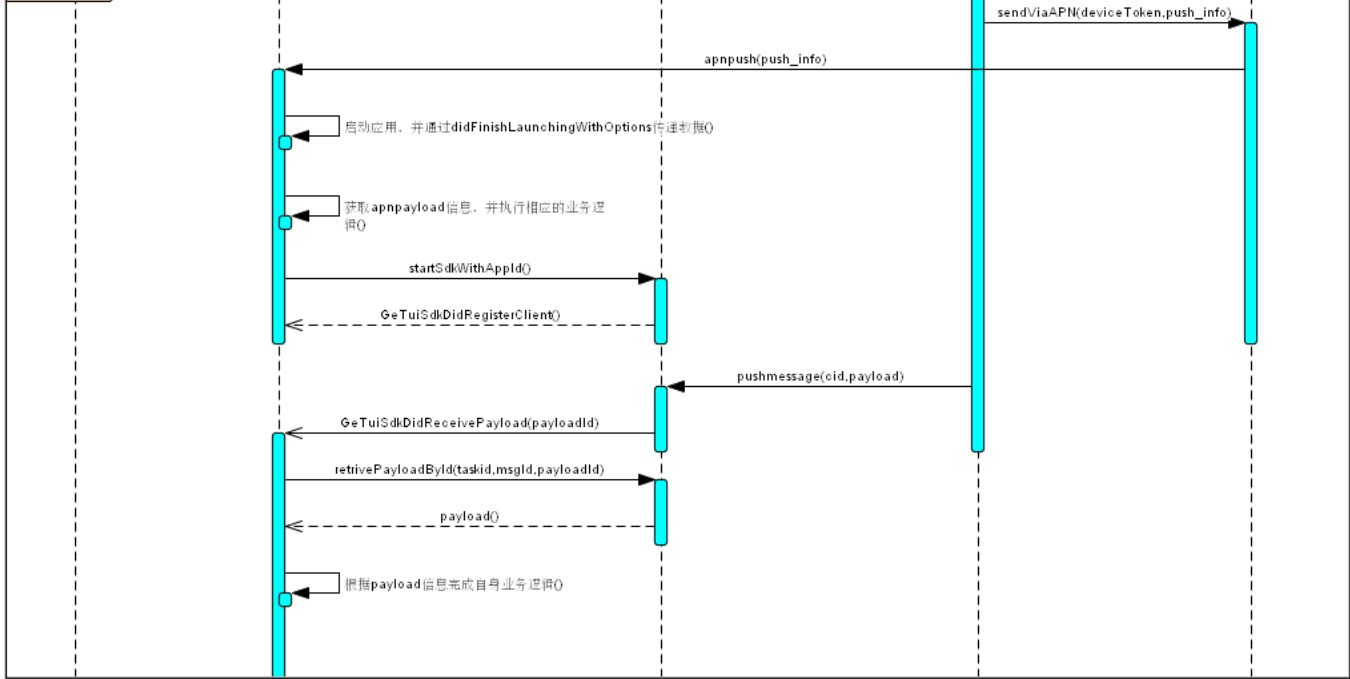 sendViaAPN(deviceToken,push_info)
apnpush(push_info)
启动应用、并通过didFinishLaunchingWithOptions传递数据()
获取apnpayload信息、并执行相应的业务逻
辑()
startSdkWithAppId()
GeTuiSdkDidRegisterClient()
pushmessage(cid,payload)
GeTuiSdkDidReceivePayload(payloadId)
retrivePayloadById(taskid,msgId,payloadId)
payload()
根据payload信息完成自身业务逻辑()